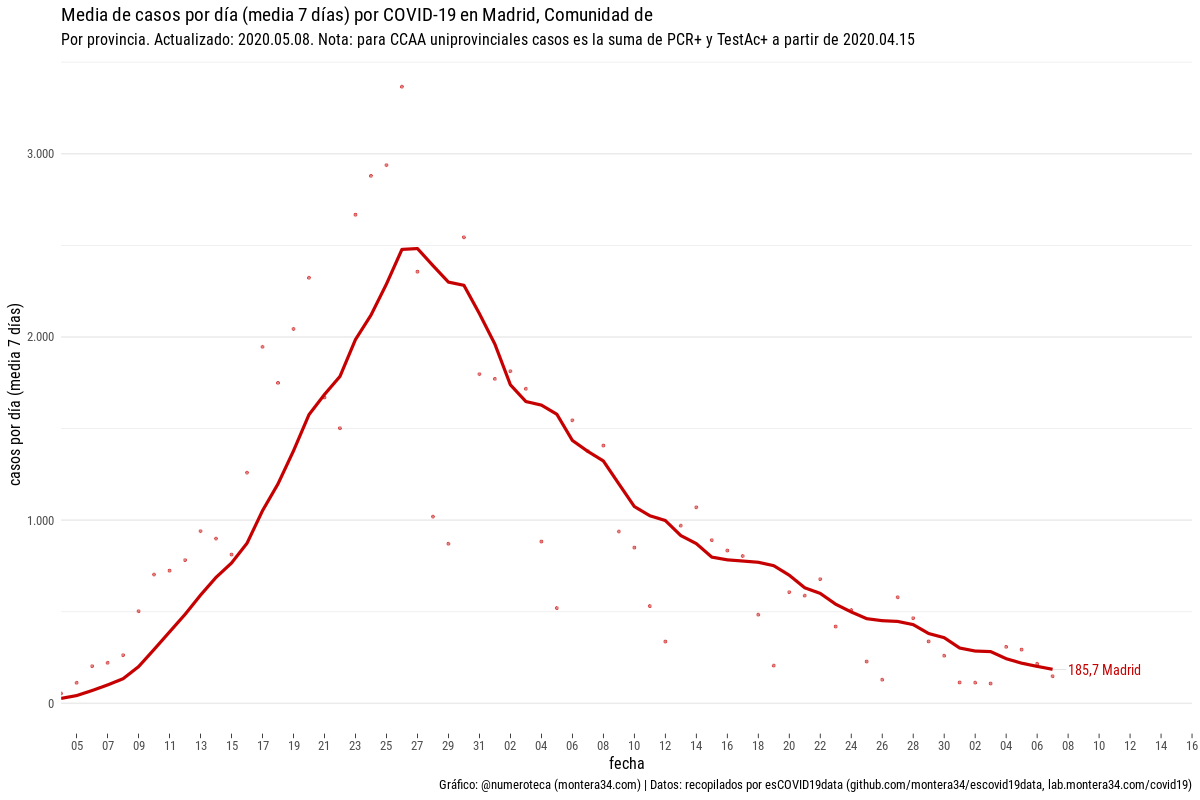 Media de casos por día (media 7 días) por COVID-19 en Madrid, Comunidad de
Por provincia. Actualizado: 2020.05.08. Nota: para CCAA uniprovinciales casos es la suma de PCR+ y TestAc+ a partir de 2020.04.15
casos por día (media 7 días)
3.000
2.000
1.000
0
185,7 Madrid
05 07 09 11 13 15 17 19 21 23 25 27 29 31 02 04 06 08 10 12 14 16 18 20 22 24 26 28 30 02 04 06 08 10 12 14 16
fecha
Gráfico: @numeroteca (montera34.com) | Datos: recopilados por esCOVID19data (github.com/montera34/escovid19data, lab.montera34.com/covid19)